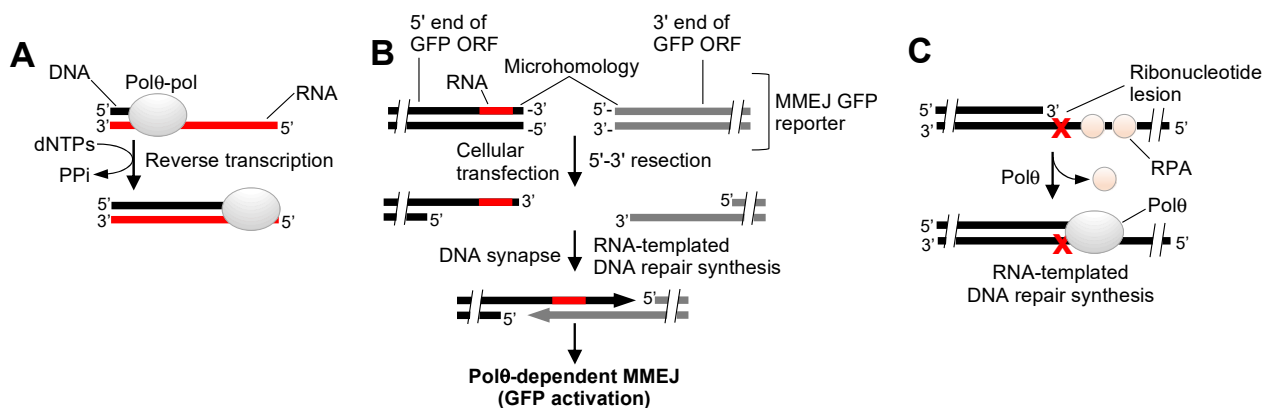 A
DNA
Polθ-pol
RNA
5’
3’
5’
dNTPs
PPi
Reverse transcription
5’
3’
5’
B
5' end of
GFP ORF
3' end of
GFP ORF
RNA
Microhomology
-3’
-5’
5’-
3’-
MMEJ GFP
reporter
Cellular
transfection
5’-3’ resection
3’
5’
5’
3’
DNA synapse
RNA-templated
DNA repair synthesis
5’
5’
Polθ-dependent MMEJ
(GFP activation)
C
Ribonucleotide
lesion
5’
3’
3’
X
5’
RPA
Polθ
Polθ
5’
3’
X
5’
RNA-templated
DNA repair synthesis